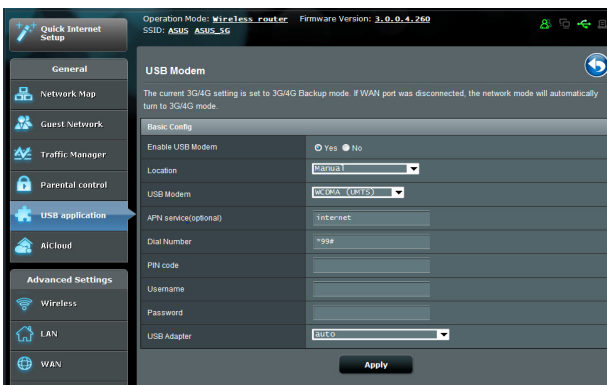 Quick Internet
Setup
Operation Mode: Wireless router Firmware Version: 3.0.0.4.260
SSID: ASUS ASUS_5G
General
Network Map
Guest Network
Traffic Manager
Parental control
USB application
AiCloud
Advanced Settings
Wireless
LAN
WAN
USB Modem
The current 3G/4G setting is set to 3G/4G Backup mode. If WAN port was disconnected, the network mode will automatically
turn to 3G/4G mode.
Basic Config
Enable USB Modem Yes No
Location Manual
USB Modem WCDMA (UMTS)
APN service(optional) internet
Dial Number *99#
PIN code
Username
Password
USB Adapter auto
Apply